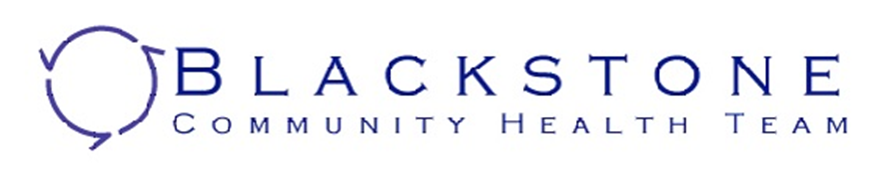 BLACKSTONE
COMMUNITY HEALTH TEAM